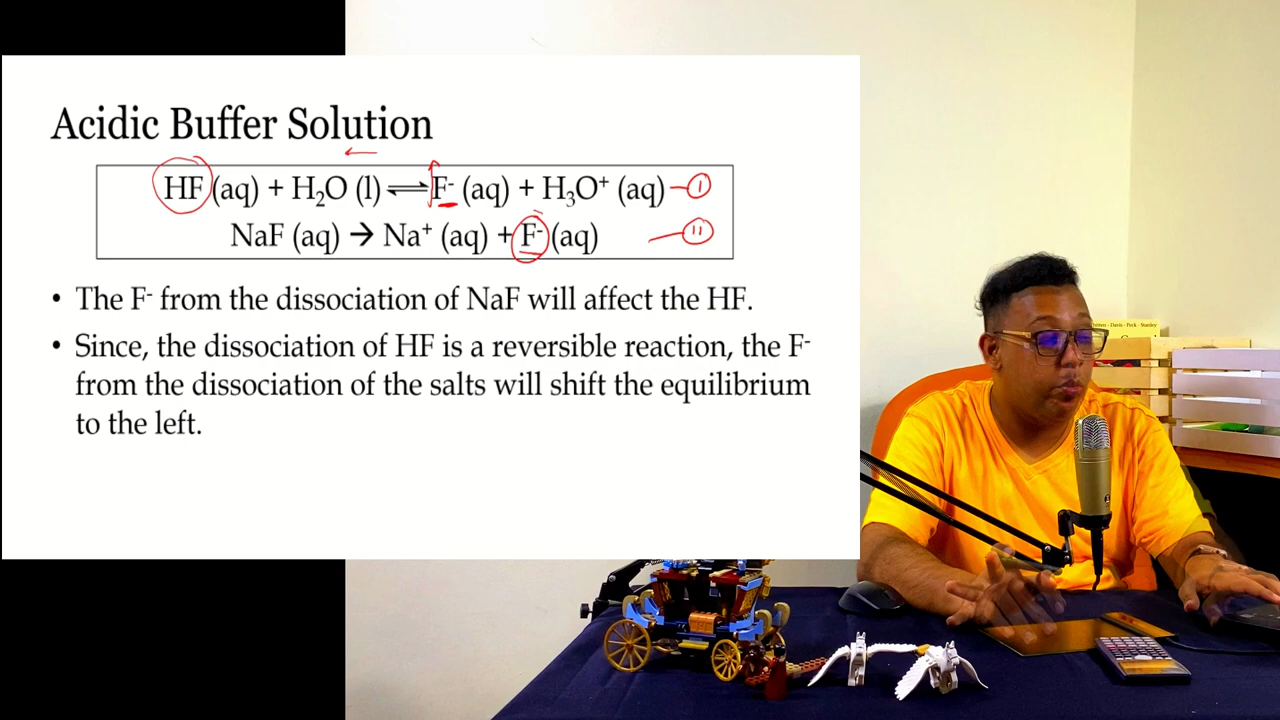 Acidic Buffer Solution
HF (aq) + H₂O (l) ⇌ F⁻ (aq) + H₃O⁺ (aq) — I
NaF (aq) → Na⁺ (aq) + F⁻ (aq) — II
• The F⁻ from the dissociation of NaF will affect the HF.
• Since, the dissociation of HF is a reversible reaction, the F⁻
from the dissociation of the salts will shift the equilibrium
to the left.